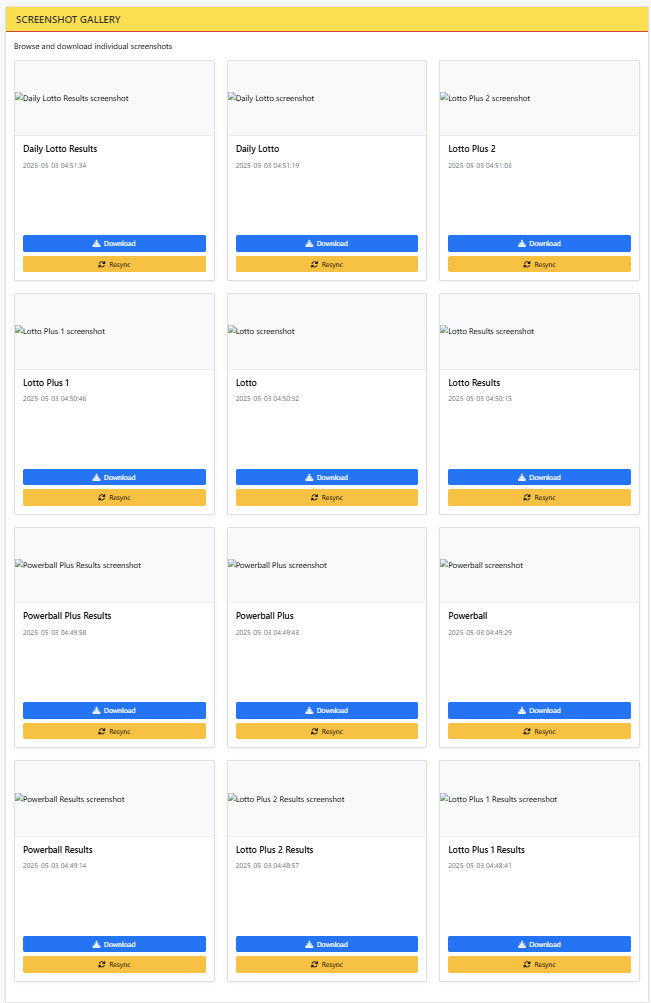 SCREENSHOT GALLERY
Browse and download individual screenshots
Daily Lotto Results screenshot
Daily Lotto screenshot
Lotto Plus 2 screenshot
Daily Lotto Results
Daily Lotto
Lotto Plus 2
2025-05-03 04:51:34
2025-05-03 04:51:19
2025-05-03 04:51:03
Download
Download
Download
Resync
Resync
Resync
Lotto Plus 1 screenshot
Lotto screenshot
Lotto Results screenshot
Lotto Plus 1
Lotto
Lotto Results
2025-05-03 04:50:46
2025-05-03 04:50:32
2025-05-03 04:50:15
Download
Download
Download
Resync
Resync
Resync
Powerball Plus Results screenshot
Powerball Plus screenshot
Powerball screenshot
Powerball Plus Results
Powerball Plus
Powerball
2025-05-03 04:49:58
2025-05-03 04:49:43
2025-05-03 04:49:29
Download
Download
Download
Resync
Resync
Resync
Powerball Results screenshot
Lotto Plus 2 Results screenshot
Lotto Plus 1 Results screenshot
Powerball Results
Lotto Plus 2 Results
Lotto Plus 1 Results
2025-05-03 04:49:14
2025-05-03 04:48:57
2025-05-03 04:48:41
Download
Download
Download
Resync
Resync
Resync